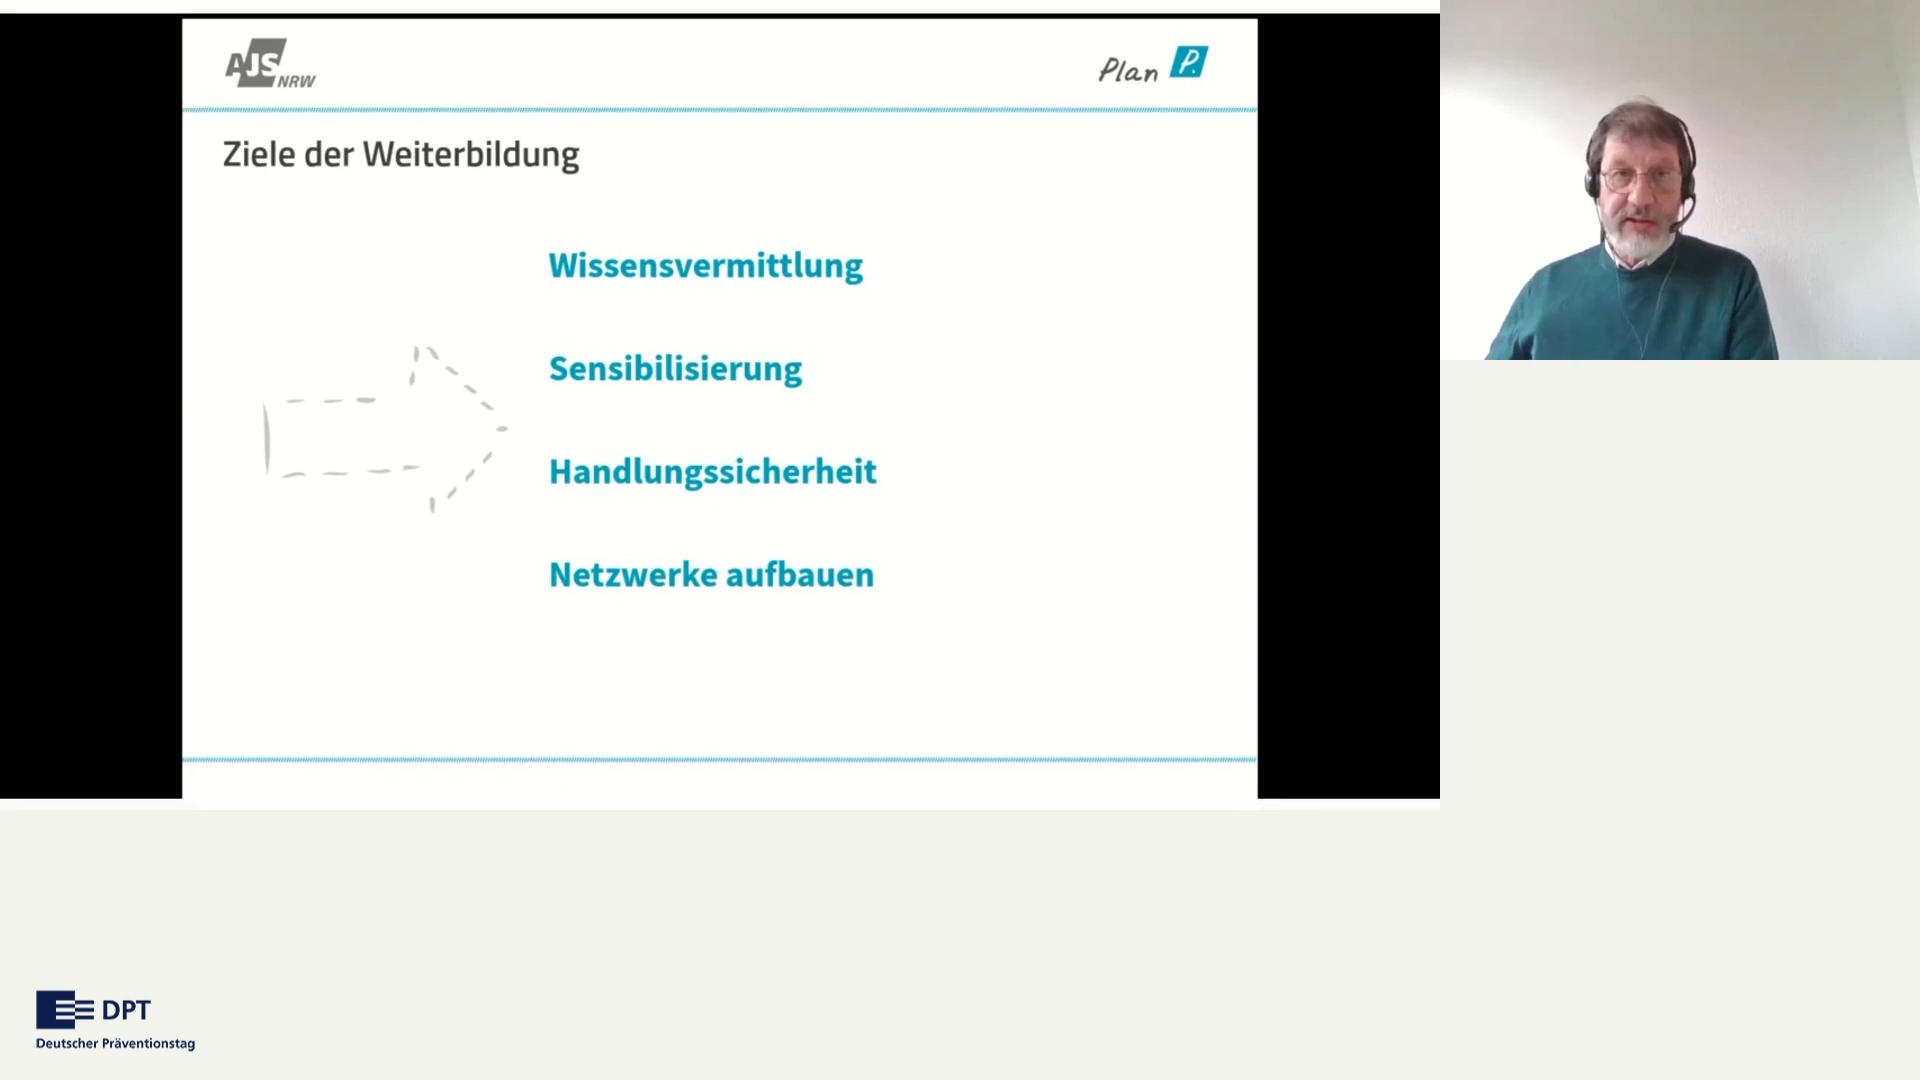 AJS NRW
Plan P.
Ziele der Weiterbildung
Wissensvermittlung
Sensibilisierung
Handlungssicherheit
Netzwerke aufbauen
DPT
Deutscher Präventionstag